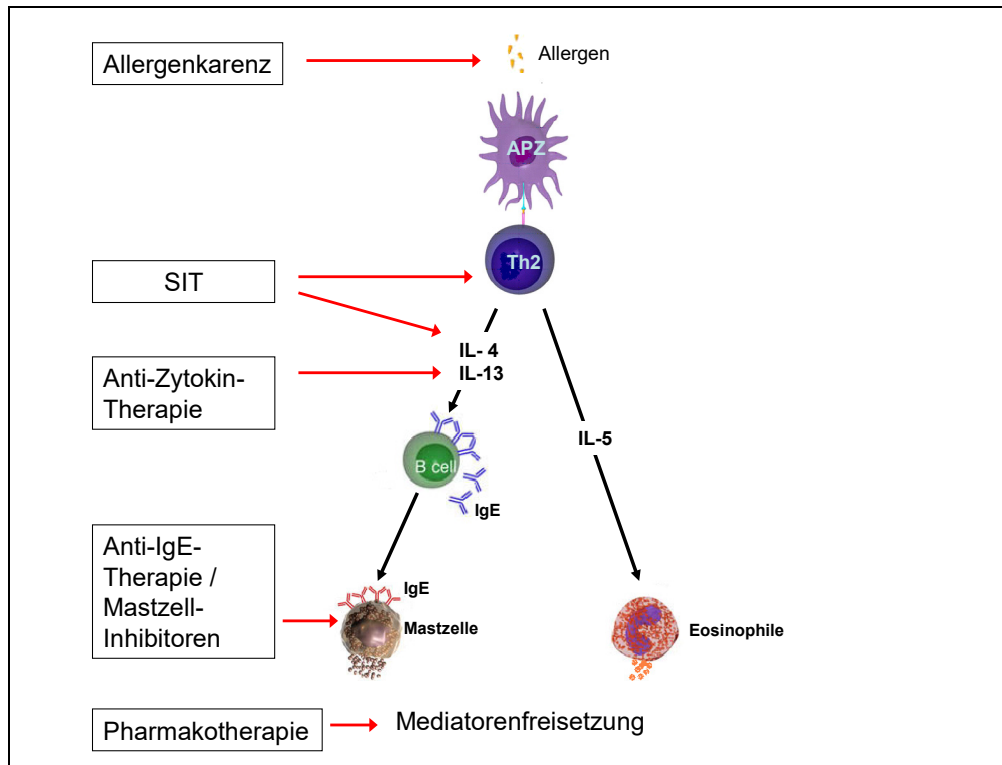 Allergenkarenz
Allergen
APZ
Th2
SIT
IL- 4
IL-13
Anti-Zytokin-
Therapie
IL-5
B cell
IgE
Anti-IgE-
Therapie /
Mastzell-
Inhibitoren
IgE
Mastzelle
Eosinophile
Pharmakotherapie
Mediatorenfreisetzung